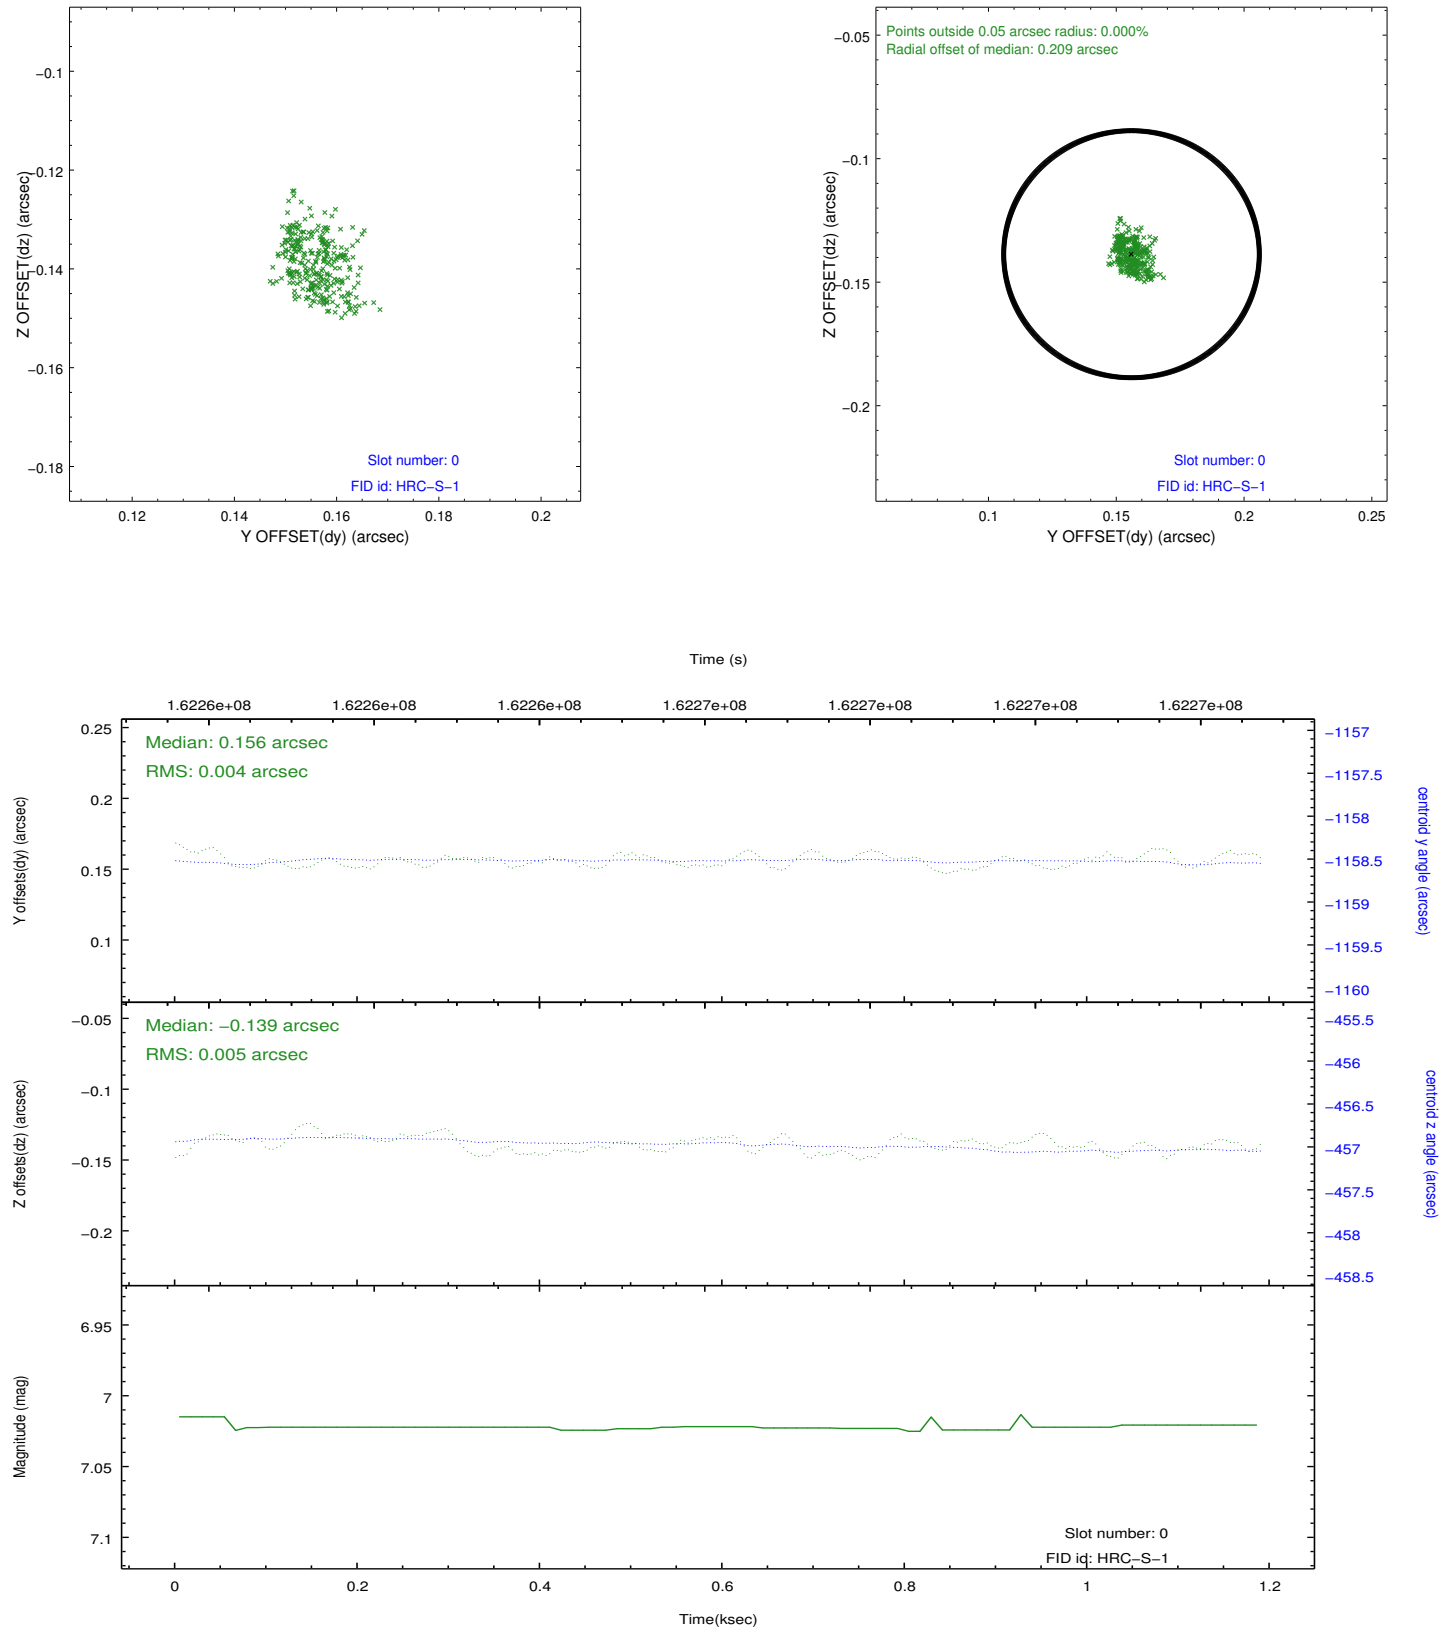 −0.1
−0.12
−0.14
−0.16
−0.18
Z OFFSET(dz) (arcsec)
Slot number: 0
FID id: HRC−S−1
0.12 0.14 0.16 0.18 0.2
Y OFFSET(dy) (arcsec)
Points outside 0.05 arcsec radius: 0.000%
Radial offset of median: 0.209 arcsec
−0.05
−0.1
−0.15
−0.2
Z OFFSET(dz) (arcsec)
Slot number: 0
FID id: HRC−S−1
0.1 0.15 0.2 0.25
Y OFFSET(dy) (arcsec)
Time (s)
1.6226e+08 1.6226e+08 1.6226e+08 1.6227e+08 1.6227e+08 1.6227e+08 1.6227e+08
Median: 0.156 arcsec
RMS: 0.004 arcsec
0.25
0.2
0.15
0.1
Y offsets(dy) (arcsec)
−1157
−1157.5
−1158
−1158.5
−1159
−1159.5
−1160
centroid y angle (arcsec)
Median: −0.139 arcsec
RMS: 0.005 arcsec
−0.05
−0.1
−0.15
−0.2
Z offsets(dz) (arcsec)
−455.5
−456
−456.5
−457
−457.5
−458
−458.5
centroid z angle (arcsec)
6.95
7
7.05
7.1
Magnitude (mag)
Slot number: 0
FID id: HRC−S−1
0 0.2 0.4 0.6 0.8 1 1.2
Time(ksec)